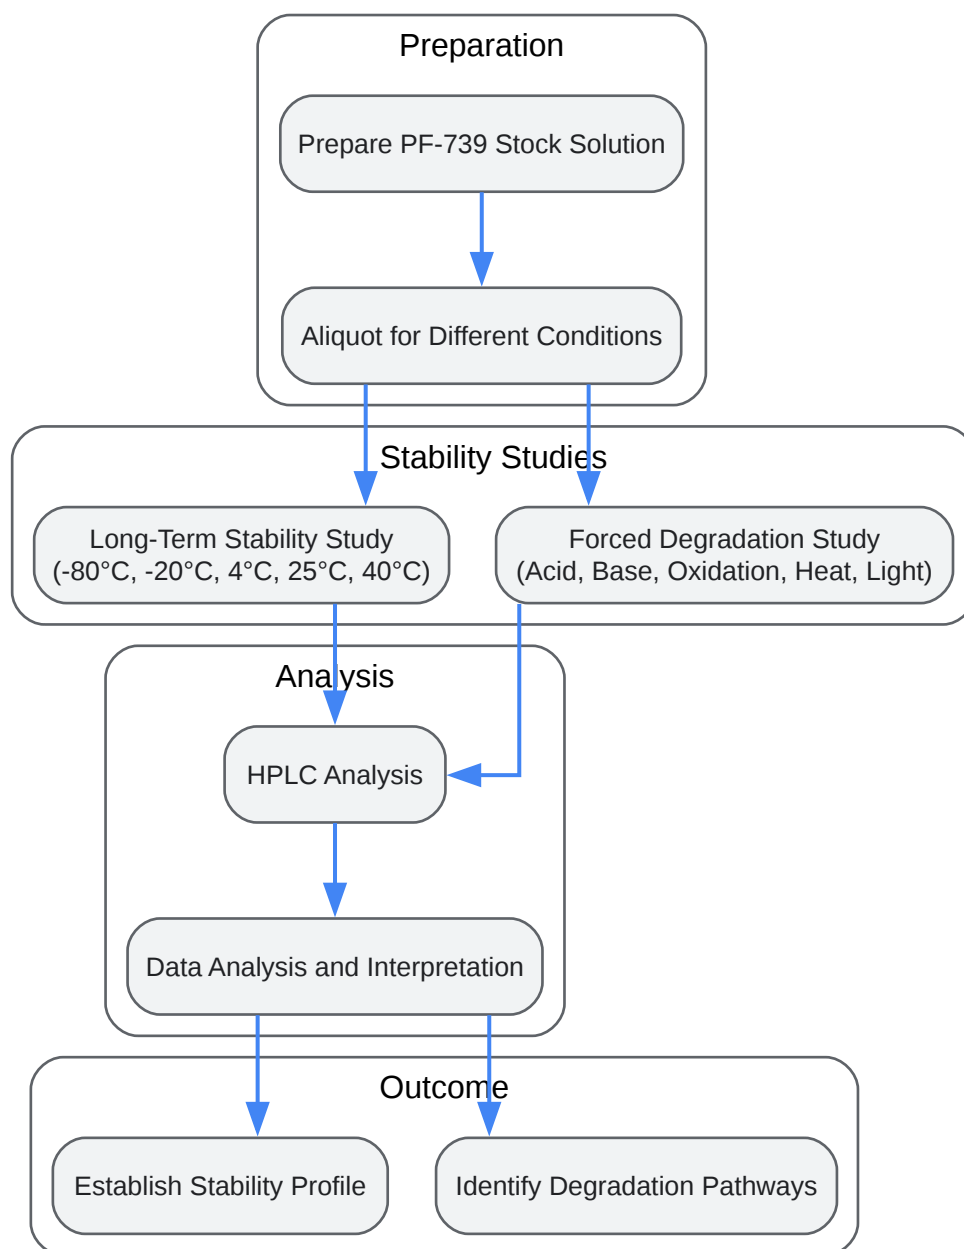 Preparation
Prepare PF-739 Stock Solution
Aliquot for Different Conditions
Stability Studies
Long-Term Stability Study
(-80°C, -20°C, 4°C, 25°C, 40°C)
Forced Degradation Study
(Acid, Base, Oxidation, Heat, Light)
Analysis
HPLC Analysis
Data Analysis and Interpretation
Outcome
Establish Stability Profile
Identify Degradation Pathways